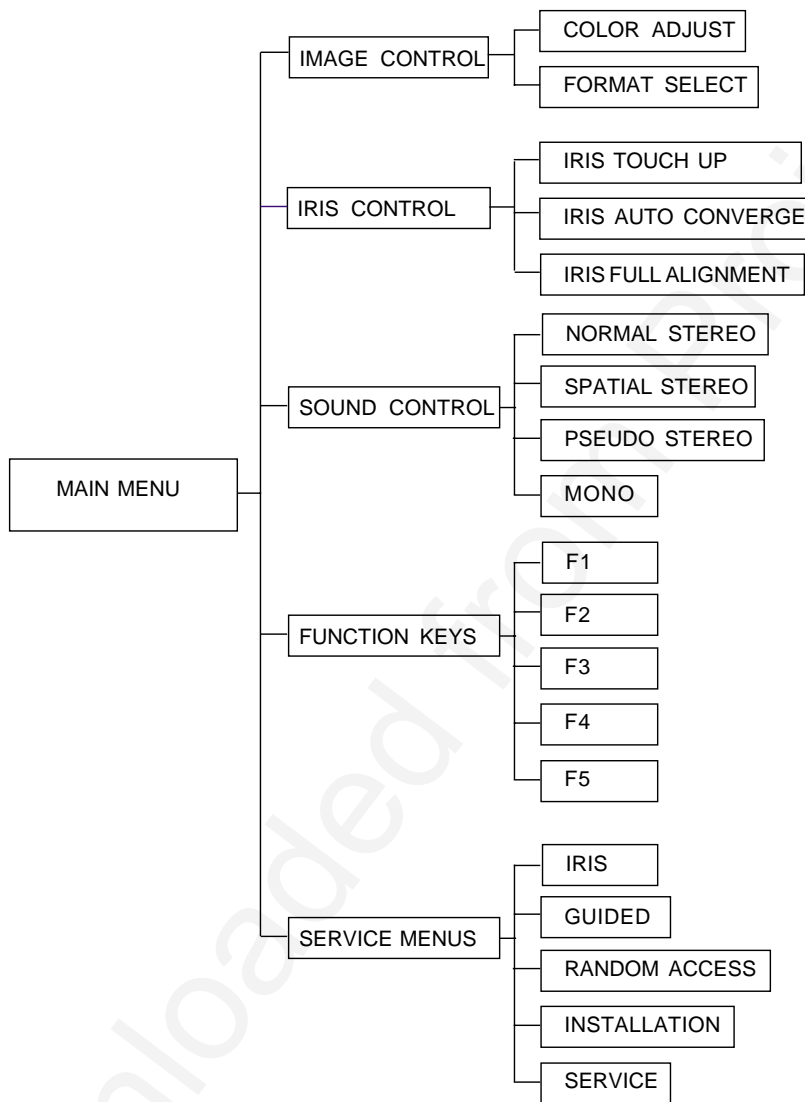 MAIN MENU
IMAGE CONTROL
COLOR ADJUST
FORMAT SELECT
IRIS CONTROL
IRIS TOUCH UP
IRIS AUTO CONVERGE
IRIS FULL ALIGNMENT
SOUND CONTROL
NORMAL STEREO
SPATIAL STEREO
PSEUDO STEREO
MONO
FUNCTION KEYS
F1
F2
F3
F4
F5
SERVICE MENUS
IRIS
GUIDED
RANDOM ACCESS
INSTALLATION
SERVICE